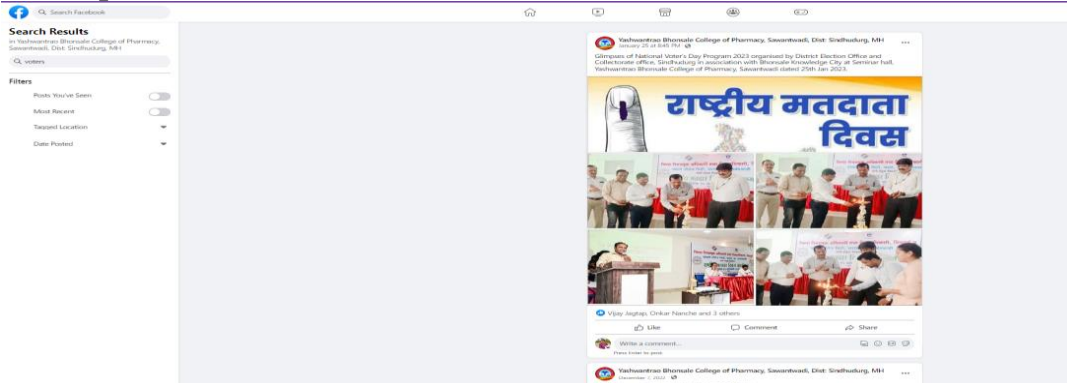 Search Facebook
Search Results
in Yashwantrao Bhonsale College of Pharmacy,
Sawantwadi, Dist: Sindhudurg, MH
voters
Filters
Posts You've Seen
Most Recent
Tagged Location
Date Posted
Yashwantrao Bhonsale College of Pharmacy, Sawantwadi, Dist: Sindhudurg, MH
January 25 at 8:45 PM
Glimpses of National Voter's Day Program 2023 organised by District Election Office and
Collectorate office, Sindhudurg in association with Bhonsale Knowledge City at Seminar hall,
Yashwantrao Bhonsale College of Pharmacy, Sawantwadi dated 25th Jan 2023.
राष्ट्रीय मतदाता
दिवस
Vijay Jagtap, Onkar Nanche and 3 others
Like
Comment
Share
Write a comment...
Press Enter to post.
Yashwantrao Bhonsale College of Pharmacy, Sawantwadi, Dist: Sindhudurg, MH
December 1, 2022